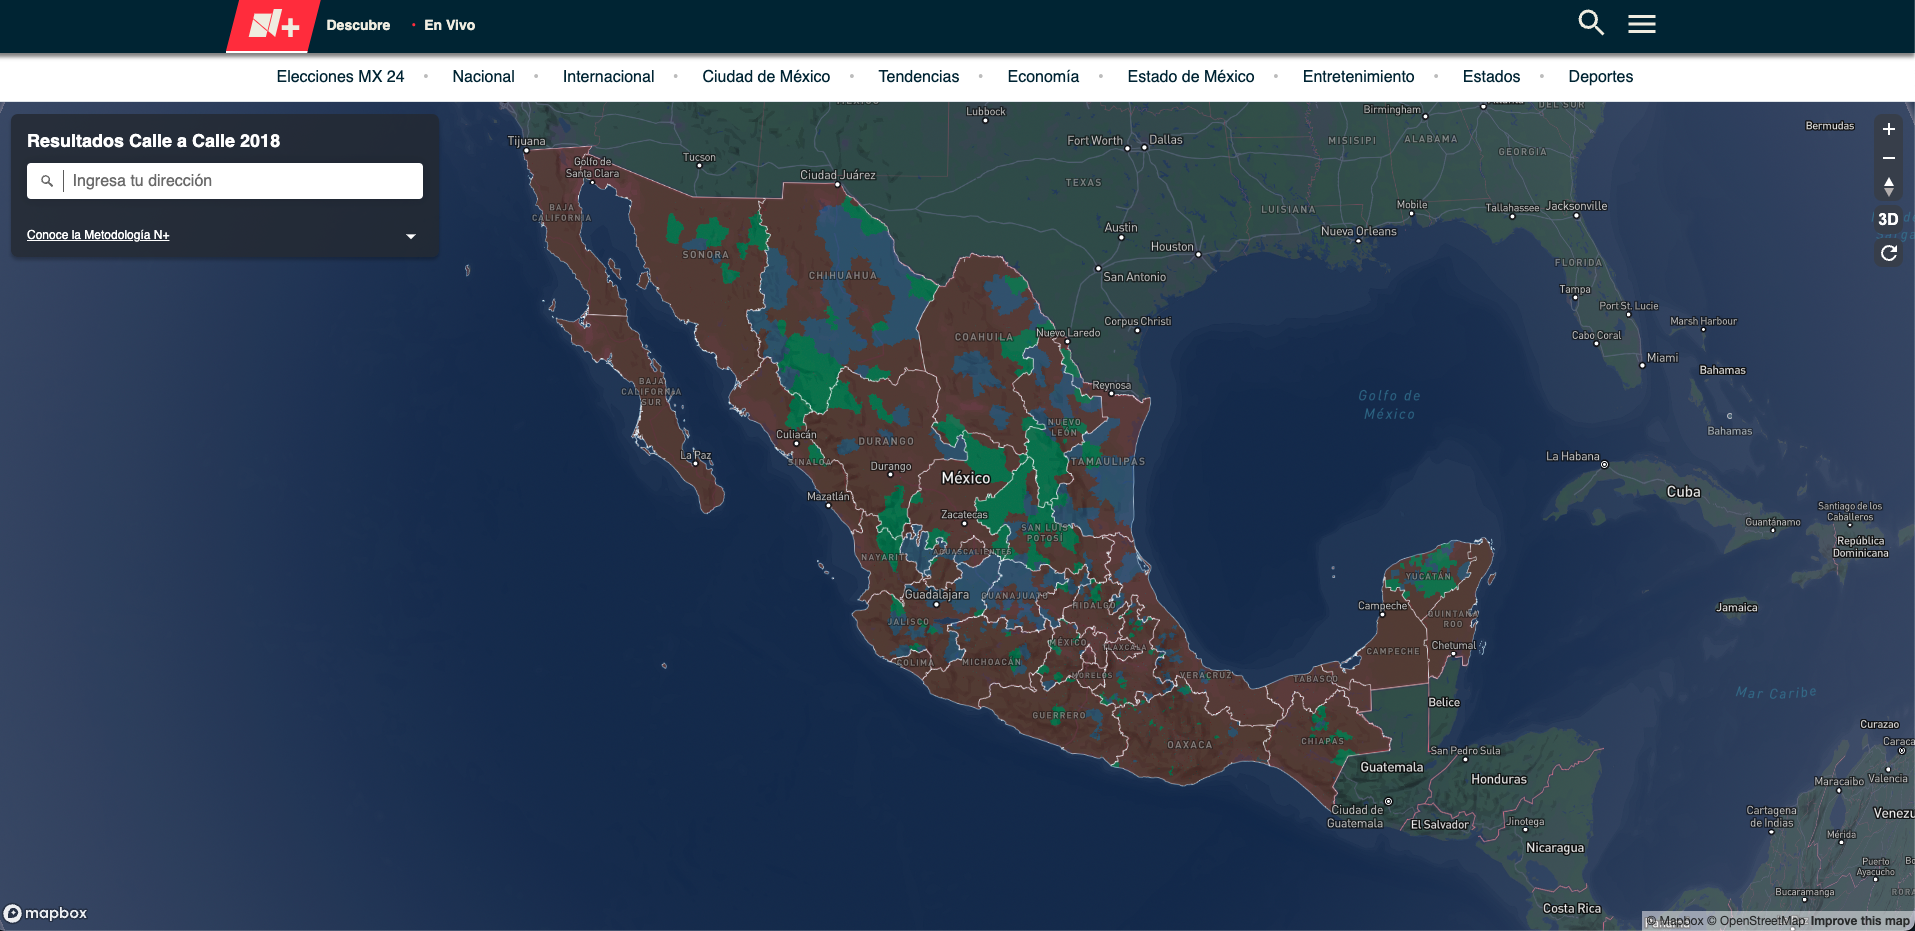 N+
Descubre
En Vivo
Elecciones MX 24
Nacional
Internacional
Ciudad de México
Tendencias
Economía
Estado de México
Entretenimiento
Estados
Deportes
Resultados Calle a Calle 2018
Ingresa tu dirección
Conoce la Metodología N+
3D
Lubbock
Birmingham
DEL SUR
Bermudas
Tijuana
Fort Worth
Dallas
MISISIPI
ALABAMA
GEORGIA
Golfo de
Santa Clara
Tucson
Ciudad Juárez
TEXAS
LUISIANA
Mobile
Tallahassee
Jacksonville
BAJA
CALIFORNIA
Austin
Nueva Orleans
SONORA
Houston
CHIHUAHUA
San Antonio
FLORIDA
Tampa
Port St. Lucie
Corpus Christi
Marsh Harbour
COAHUILA
Nuevo Laredo
Cabo Coral
Miami
Bahamas
BAJA
CALIFORNIA
SUR
Reynosa
Golfo de
México
NUEVO
LEÓN
Bahamas
Culiacán
DURANGO
SINALOA
La Paz
Durango
TAMAULIPAS
La Habana
México
Cuba
Mazatlán
Zacatecas
Santiago de los
Caballeros
SAN LUIS
POTOSÍ
Guantánamo
República
Dominicana
NAYARIT
AGUASCALIENTES
YUCATÁN
Guadalajara
GUANAJUATO
HIDALGO
Campeche
QUINTANA
ROO
Jamaica
JALISCO
MÉXICO
TLAXCALA
Chetumal
CAMPECHE
COLIMA
MICHOACÁN
MORELOS
VERACRUZ
TABASCO
Mar Caribe
Belice
GUERRERO
Curazao
OAXACA
CHIAPAS
San Pedro Sula
Guatemala
Honduras
Maracaibo
Valencia
Ciudad de
Guatemala
El Salvador
Jinotega
Cartagena
de Indias
Mérida
Nicaragua
Puerto
Ayacucho
Bucaramanga
Costa Rica
mapbox
© Mapbox © OpenStreetMap Improve this map